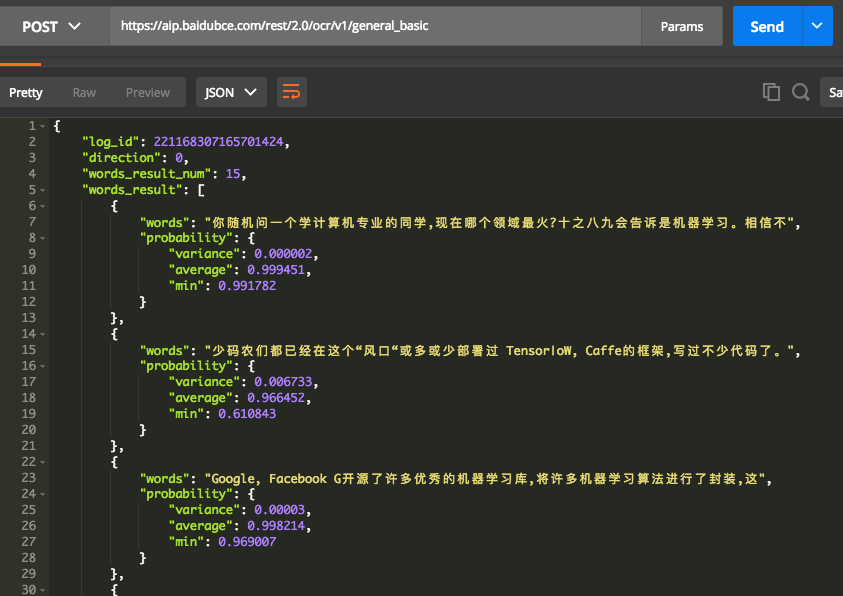 POST https://aip.baidubce.com/rest/2.0/ocr/v1/general_basic Params Send
Pretty Raw Preview JSON Sa
1 {
2 "log_id": 221168307165701424,
3 "direction": 0,
4 "words_result_num": 15,
5 "words_result": [
6 {
7 "words": "你随机问一个学计算机专业的同学,现在哪个领域最火?十之八九会告诉是机器学习。相信不",
8 "probability": {
9 "variance": 0.000002,
10 "average": 0.999451,
11 "min": 0.991782
12 }
13 },
14 {
15 "words": "少码农们都已经在这个“风口“或多或少部署过 TensorloW, Caffe的框架,写过不少代码了。",
16 "probability": {
17 "variance": 0.006733,
18 "average": 0.966452,
19 "min": 0.610843
20 }
21 },
22 {
23 "words": "Google, Facebook G开源了许多优秀的机器学习库,将许多机器学习算法进行了封装,这",
24 "probability": {
25 "variance": 0.00003,
26 "average": 0.998214,
27 "min": 0.969007
28 }
29 },
30 {